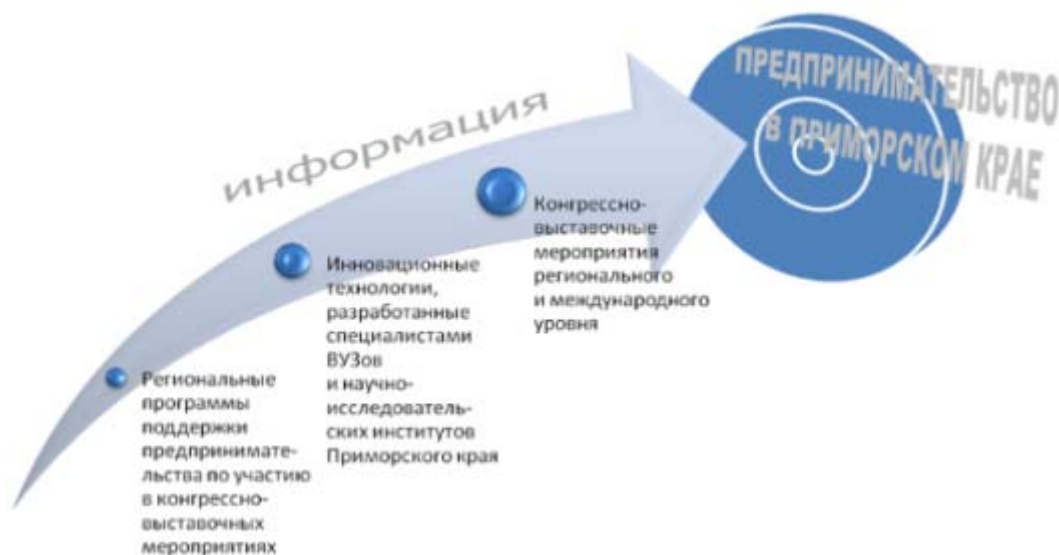 информация
ПРЕДПРИНИМАТЕЛЬСТВО
В ПРИМОРСКОМ КРАЕ
Региональные
программы
поддержки
предпринимате-
льства по участию
в конгрессно-
выставочных
мероприятиях
Инновационные
технологии,
разработанные
специалистами
ВУЗов
и научно-
исследователь-
ских институтов
Приморского края
Конгрессно-
выставочные
мероприятия
регионального
и международного
уровня